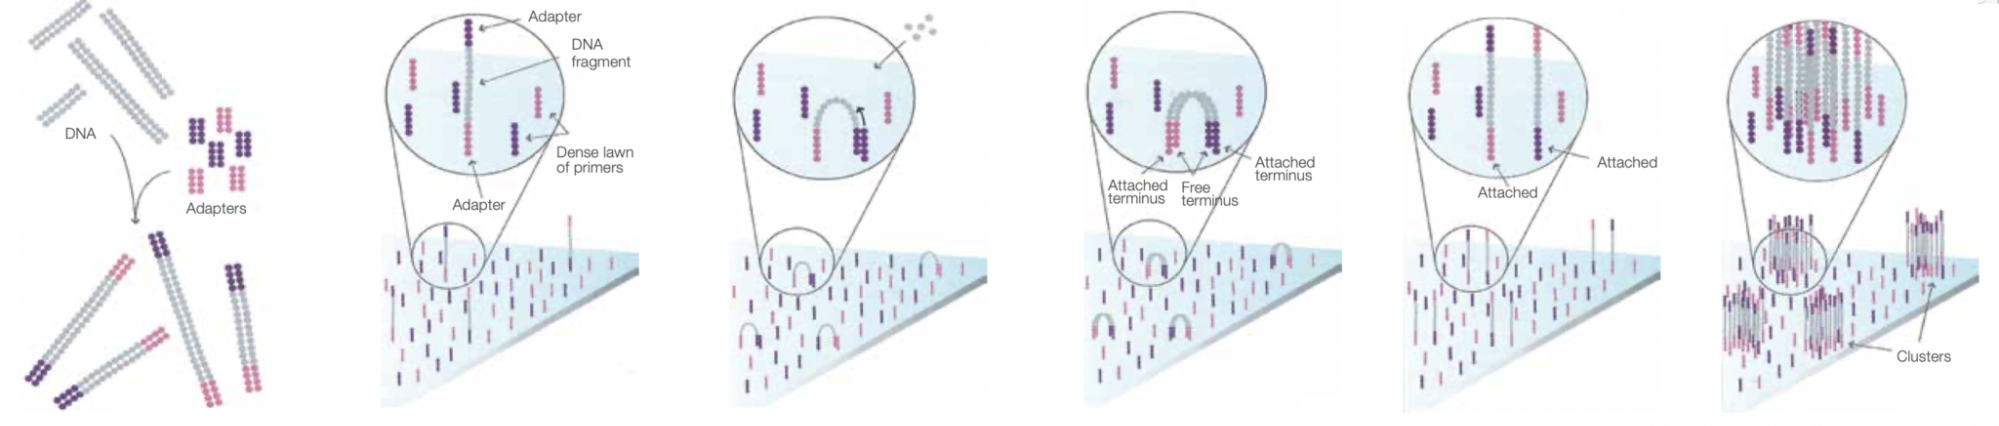 DNA
Adapters
Adapter
DNA
fragment
Dense lawn
of primers
Adapter
Attached
terminus
Free
terminus
Attached
terminus
Attached
Attached
Clusters